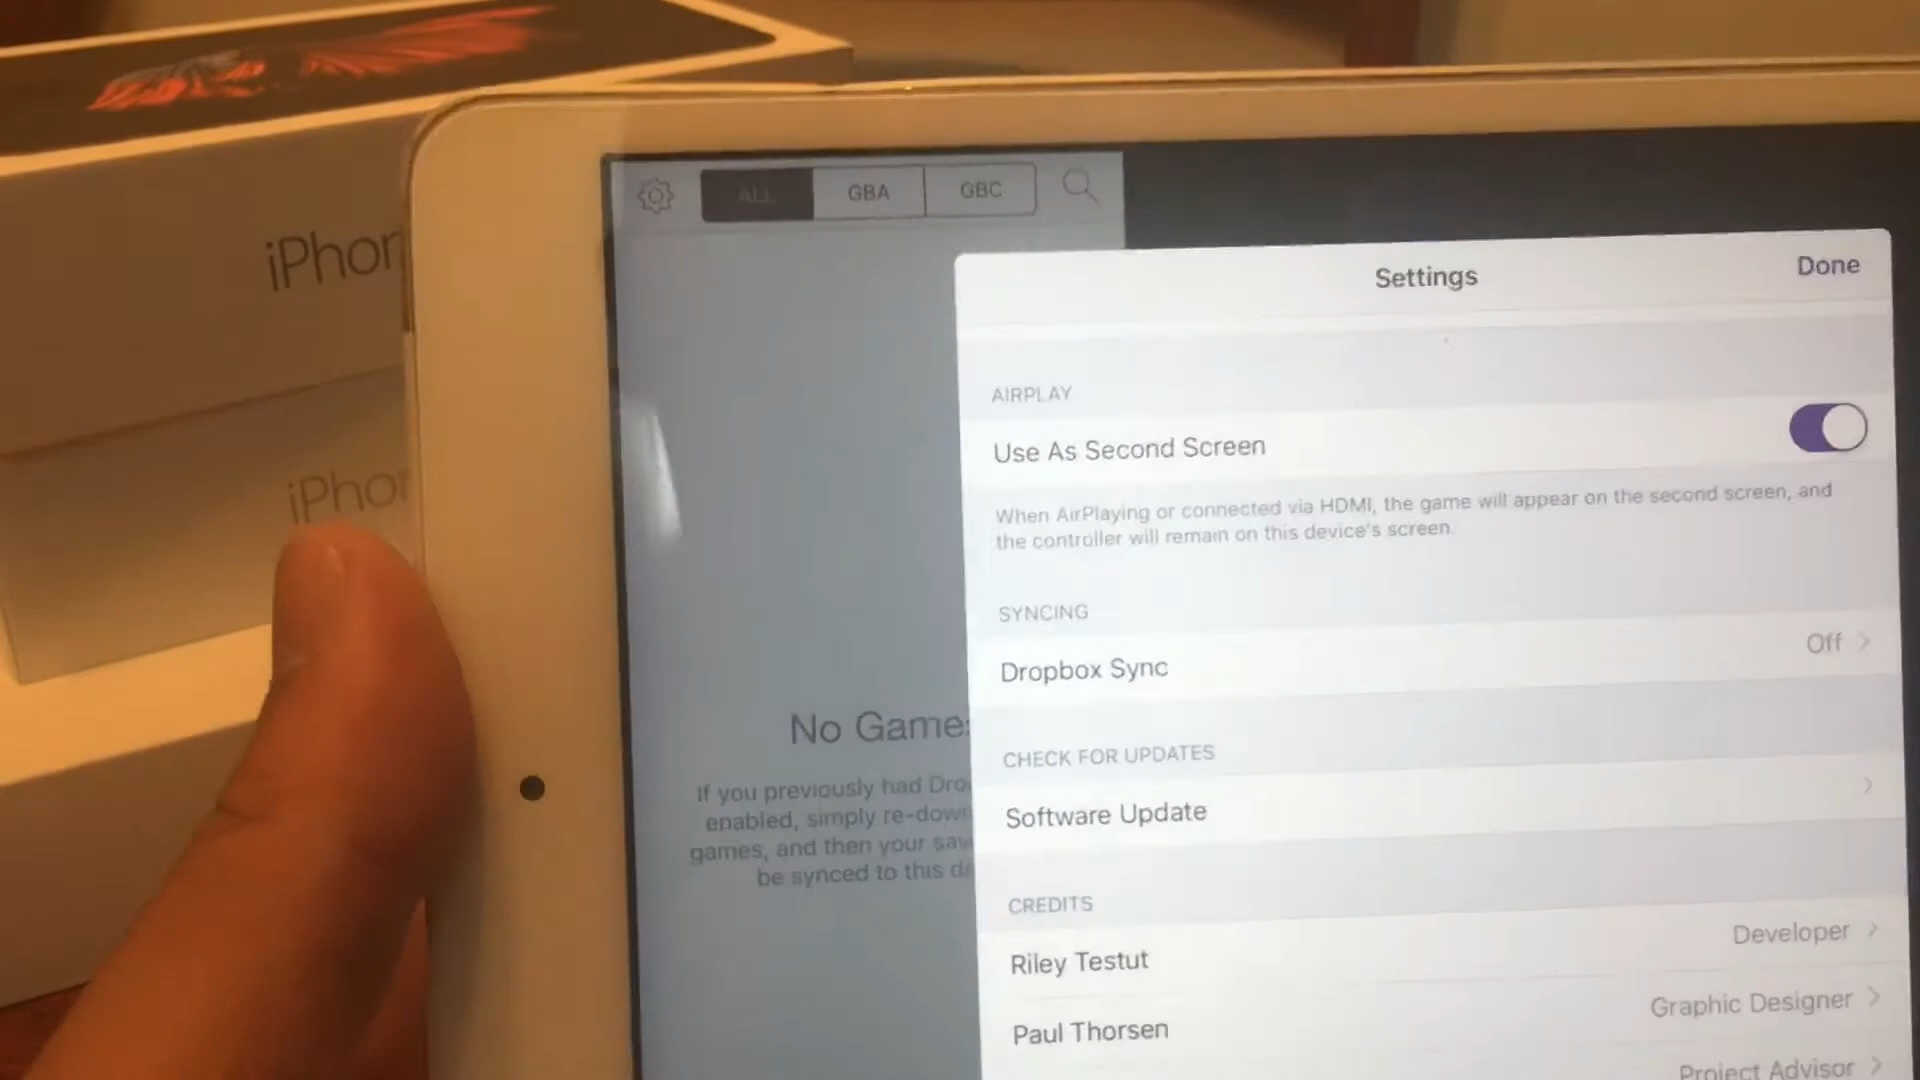 iPhon
iPhon
ALL
GBA
GBC
Settings
Done
AIRPLAY
Use As Second Screen
When AirPlaying or connected via HDMI, the game will appear on the second screen, and
the controller will remain on this device's screen.
SYNCING
Dropbox Sync
Off
No Games
If you previously had Dro
enabled, simply re-down
games, and then your sav
be synced to this de
CHECK FOR UPDATES
Software Update
CREDITS
Riley Testut
Developer
Paul Thorsen
Graphic Designer
Project Advisor